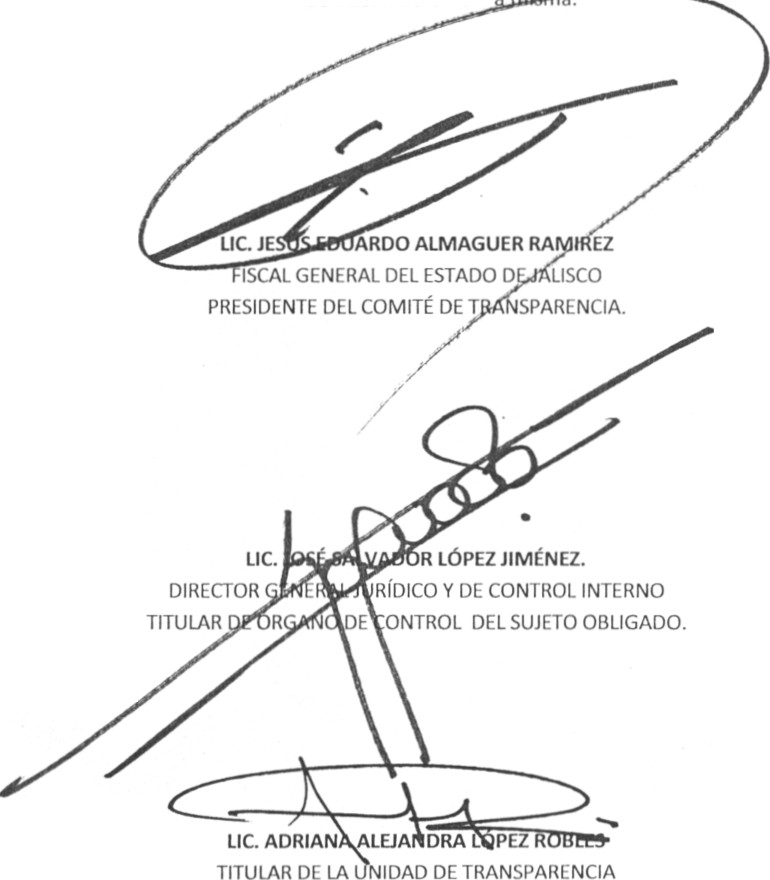 a misma.
LIC. JESÚS EDUARDO ALMAGUER RAMIREZ
FISCAL GENERAL DEL ESTADO DE JALISCO
PRESIDENTE DEL COMITÉ DE TRANSPARENCIA.
LIC. JOSÉ SALVADOR LÓPEZ JIMÉNEZ.
DIRECTOR GENERAL JURÍDICO Y DE CONTROL INTERNO
TITULAR DE ÓRGANO DE CONTROL DEL SUJETO OBLIGADO.
LIC. ADRIANA ALEJANDRA LÓPEZ ROBLES
TITULAR DE LA UNIDAD DE TRANSPARENCIA